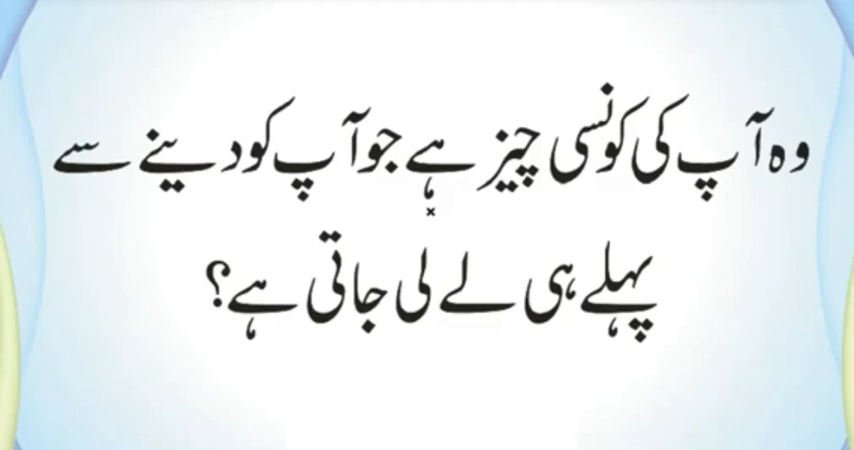 وہ آپ کی کونسی چیز ہے جو آپ کو دینے سے
پہلے ہی لے لی جاتی ہے؟